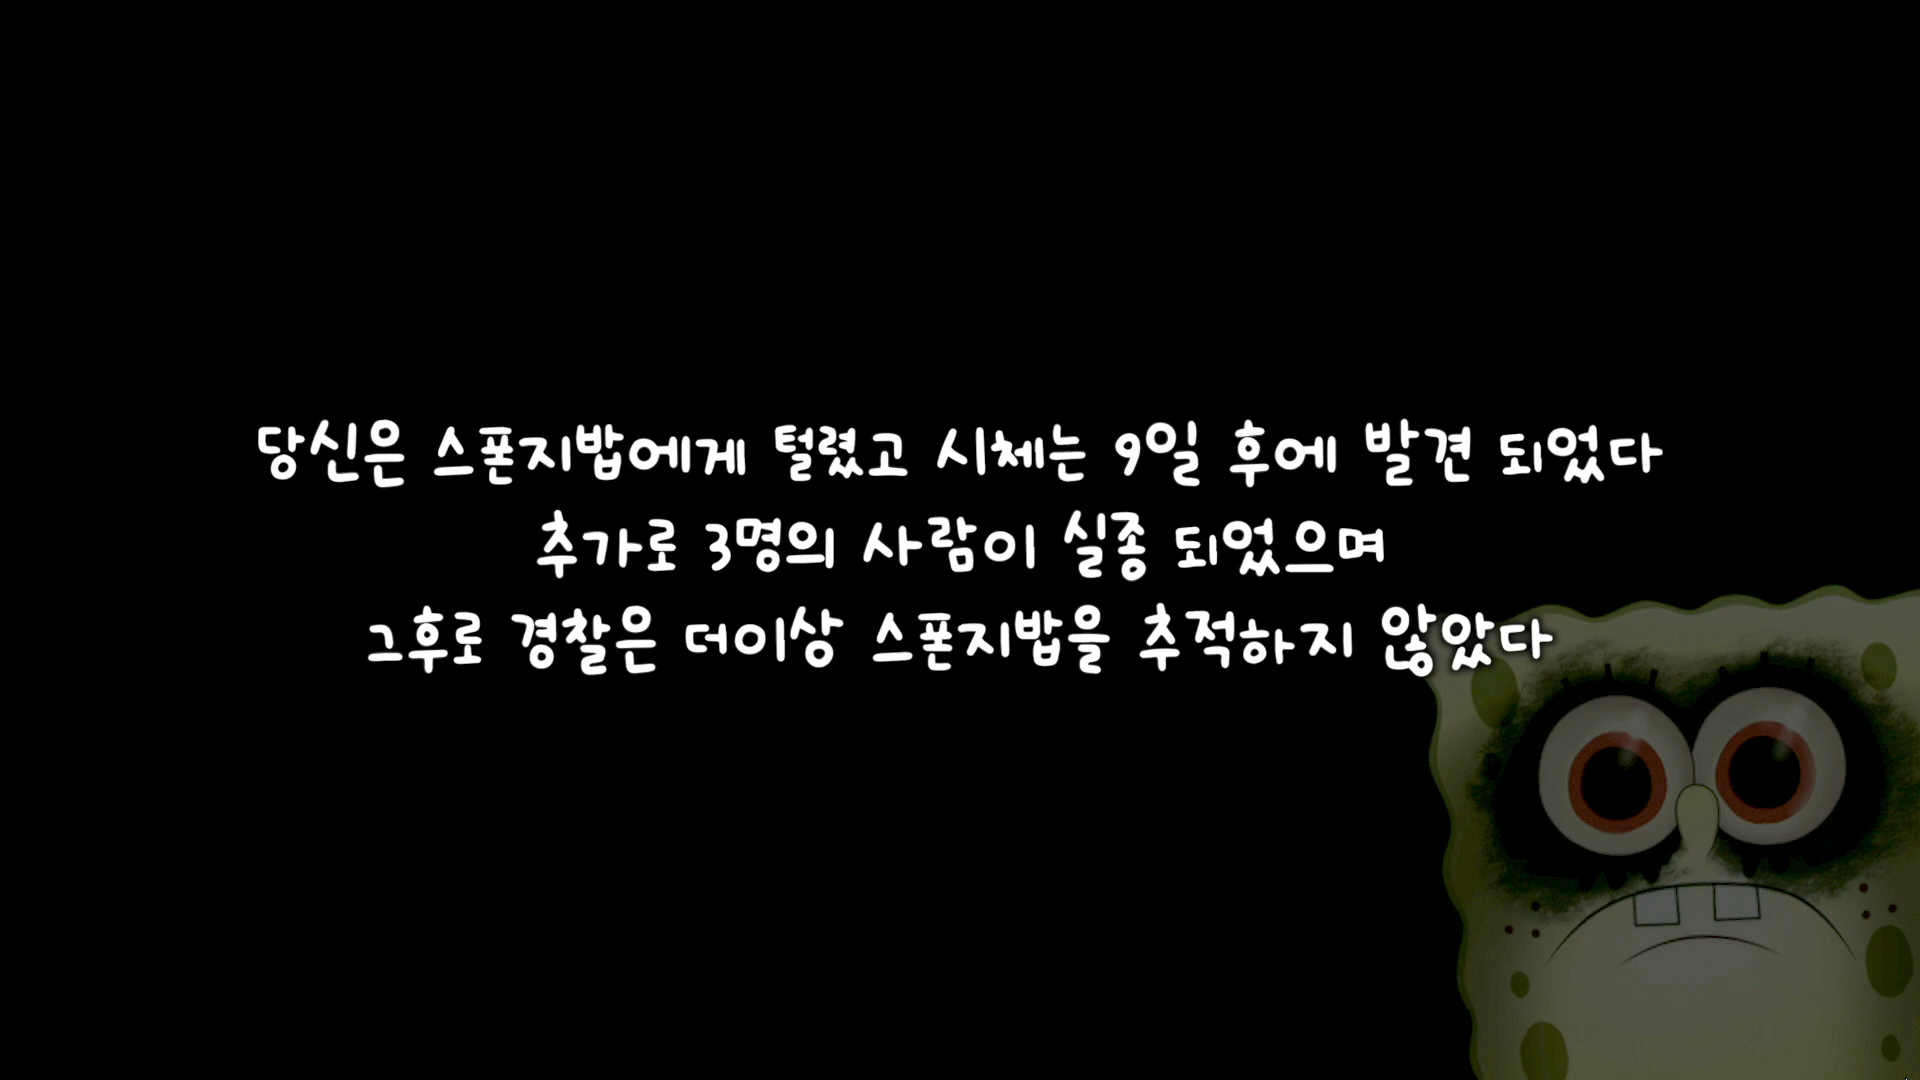 당신은 스폰지밥에게 털렸고 시체는 9일 후에 발견 되었다
추가로 3명의 사람이 실종 되었으며
그후로 경찰은 더이상 스폰지밥을 추적하지 않았다